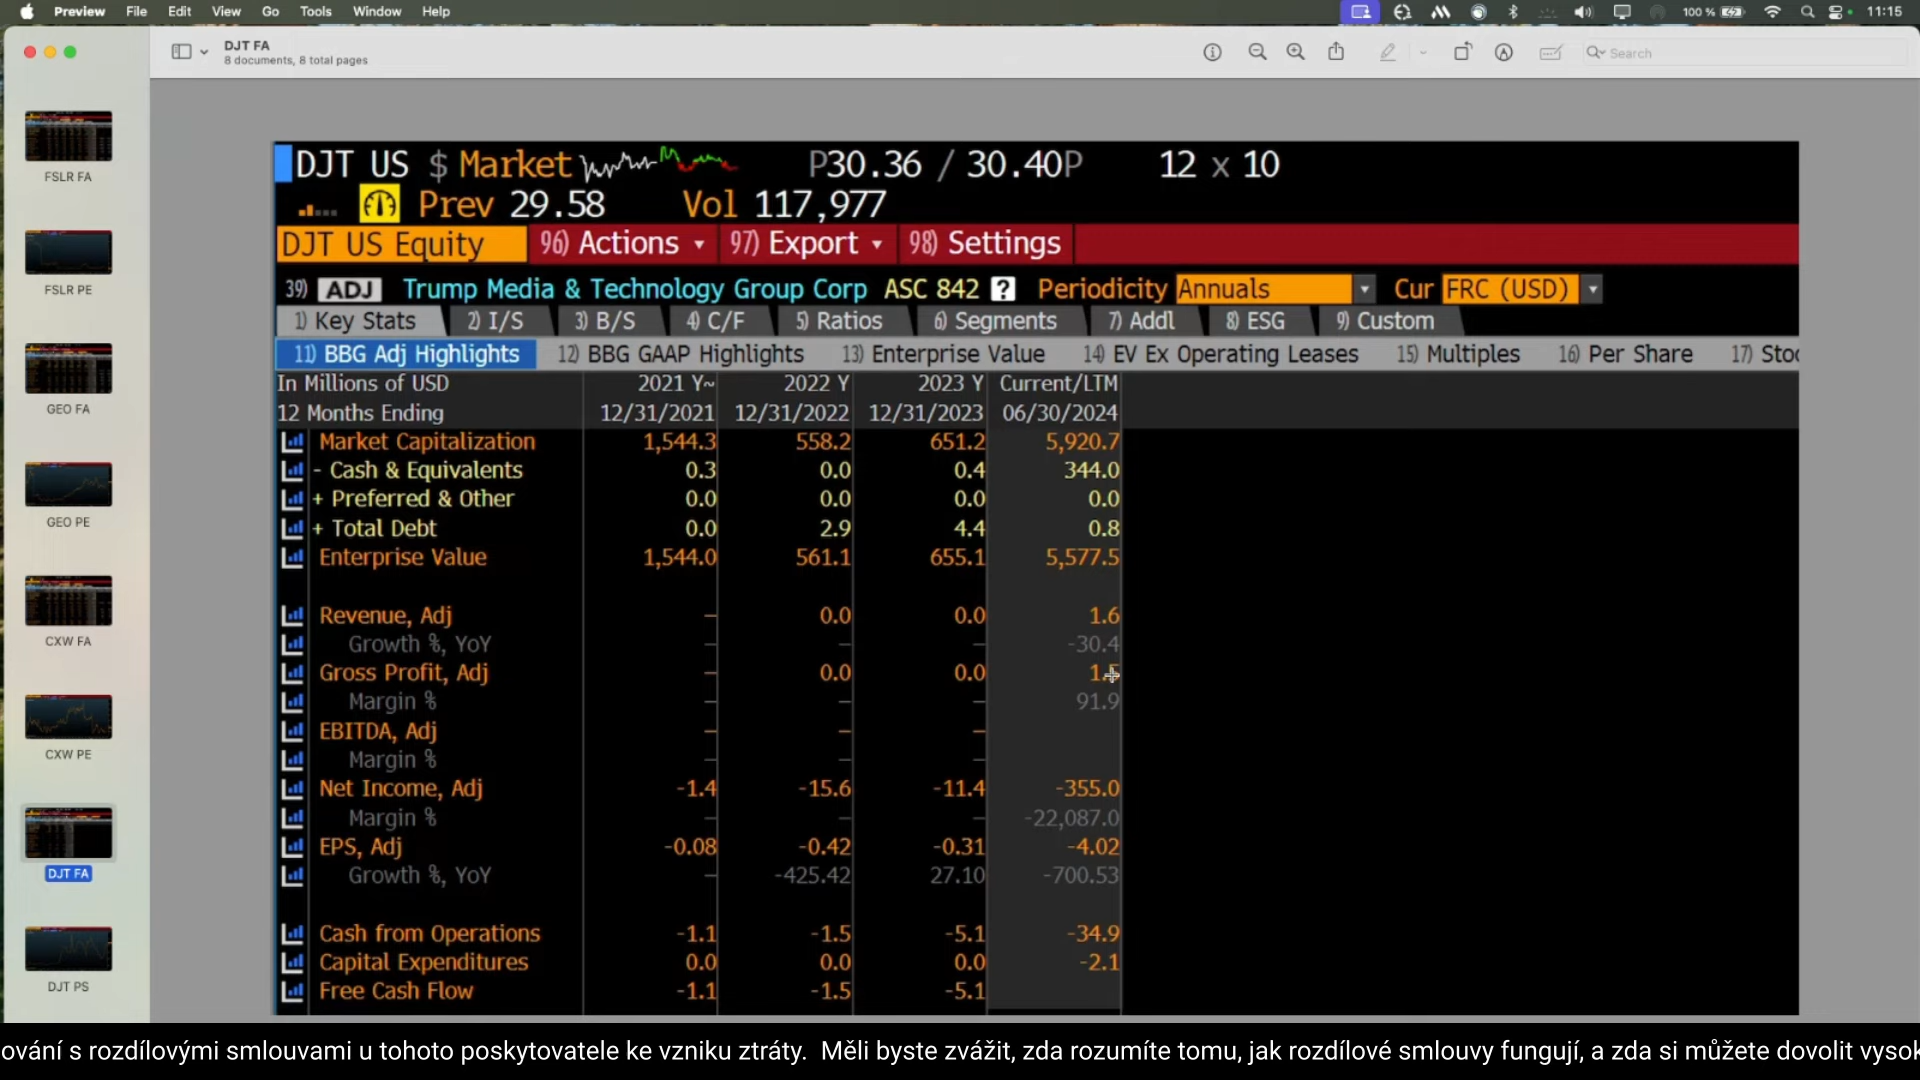 Preview File Edit View Go Tools Window Help 100 % 11:15
DJT FA
8 documents, 8 total pages
Search
FSLR FA
FSLR PE
GEO FA
GEO PE
CXW FA
CXW PE
DJT FA
DJT PS
DJT US $ Market P30.36 / 30.40P 12 x 10
Prev 29.58 Vol 117,977
DJT US Equity 96) Actions 97) Export 98) Settings
39) ADJ Trump Media & Technology Group Corp ASC 842 ? Periodicity Annuals Cur FRC (USD)
1) Key Stats 2) I/S 3) B/S 4) C/F 5) Ratios 6) Segments 7) Addl 8) ESG 9) Custom
11) BBG Adj Highlights 12) BBG GAAP Highlights 13) Enterprise Value 14) EV Ex Operating Leases 15) Multiples 16) Per Share 17) Stoc
In Millions of USD 2021 Y~ 2022 Y 2023 Y Current/LTM
12 Months Ending 12/31/2021 12/31/2022 12/31/2023 06/30/2024
Market Capitalization 1,544.3 558.2 651.2 5,920.7
- Cash & Equivalents 0.3 0.0 0.4 344.0
+ Preferred & Other 0.0 0.0 0.0 0.0
+ Total Debt 0.0 2.9 4.4 0.8
Enterprise Value 1,544.0 561.1 655.1 5,577.5
Revenue, Adj – 0.0 0.0 1.6
Growth %, YoY – – – -30.4
Gross Profit, Adj – 0.0 0.0
Margin % – – – 91.9
EBITDA, Adj – – –
Margin % – – –
Net Income, Adj -1.4 -15.6 -11.4 -355.0
Margin % – – – -22,087.0
EPS, Adj -0.08 -0.42 -0.31 -4.02
Growth %, YoY – -425.42 27.10 -700.53
Cash from Operations -1.1 -1.5 -5.1 -34.9
Capital Expenditures 0.0 0.0 0.0 -2.1
Free Cash Flow -1.1 -1.5 -5.1
ování s rozdílovými smlouvami u tohoto poskytovatele ke vzniku ztráty. Měli byste zvážit, zda rozumíte tomu, jak rozdílové smlouvy fungují, a zda si můžete dovolit vysok